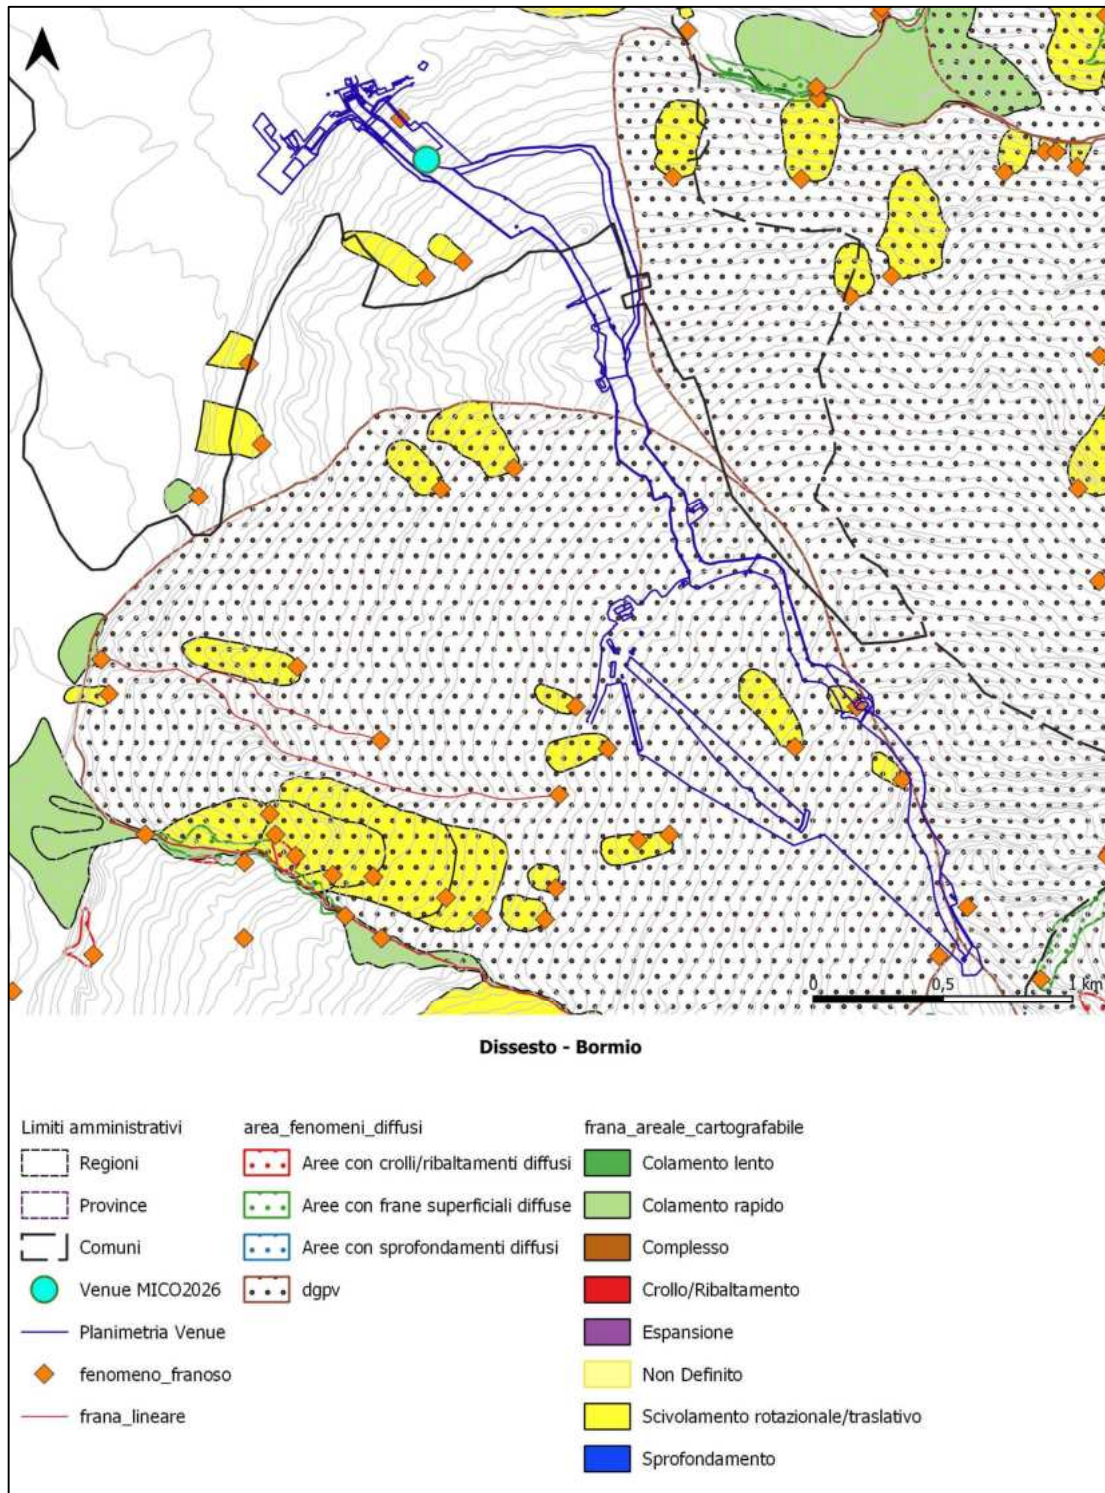 0 0,5 1 km
Dissesto - Bormio
Limiti amministrativi
Regioni
Province
Comuni
Venue MICO2026
Planimetria Venue
fenomeno_franoso
frana_lineare
area_fenomeni_diffusi
Aree con crolli/ribaltamenti diffusi
Aree con frane superficiali diffuse
Aree con sprofondamenti diffusi
dgpv
frana_areale_cartografabile
Colamento lento
Colamento rapido
Complesso
Crollo/Ribaltamento
Espansione
Non Definito
Scivolamento rotazionale/traslativo
Sprofondamento